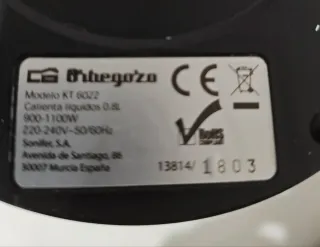 Orbegozo
Modelo KT 6022
Calienta líquidos 0.8L
900-1100W
220-240V~50/60Hz
Sonifer, S.A.
Avenida de Santiago, 86
30007 Murcia España
CE
RoHS
13814/ 1803